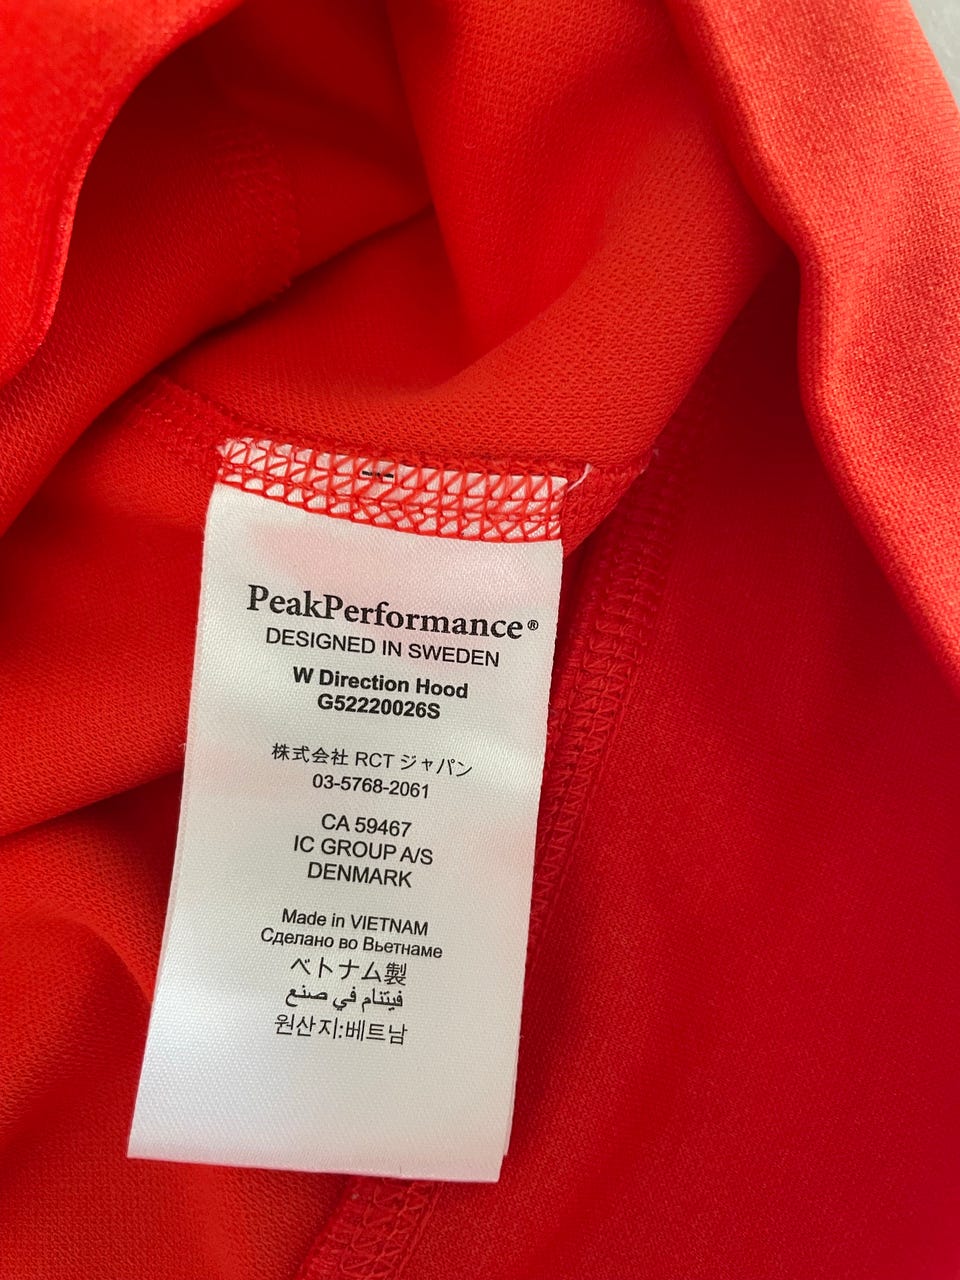 PeakPerformance®
DESIGNED IN SWEDEN
W Direction Hood
G52220026S
株式会社 RCT ジャパン
03-5768-2061
CA 59467
IC GROUP A/S
DENMARK
Made in VIETNAM
Сделано во Вьетнаме
ベトナム製
فيتنام في صنع
원산지:베트남